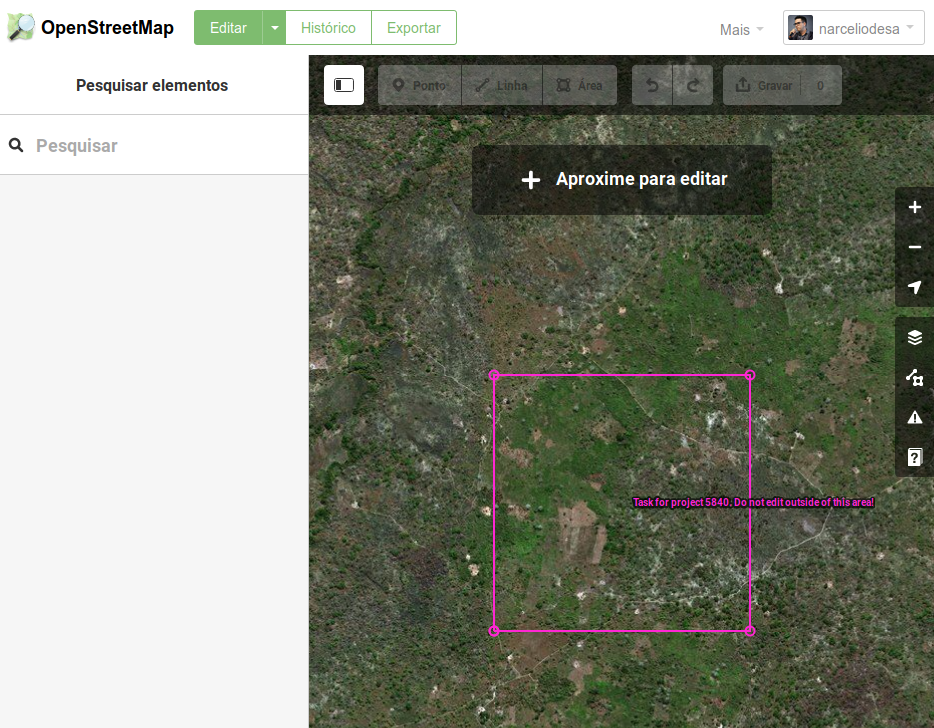 OpenStreetMap
Editar
Histórico
Exportar
Mais
narceliodesa
Pesquisar elementos
Pesquisar
Ponto
Linha
Área
Gravar
0
Aproxime para editar
Task for project 5840. Do not edit outside of this area!